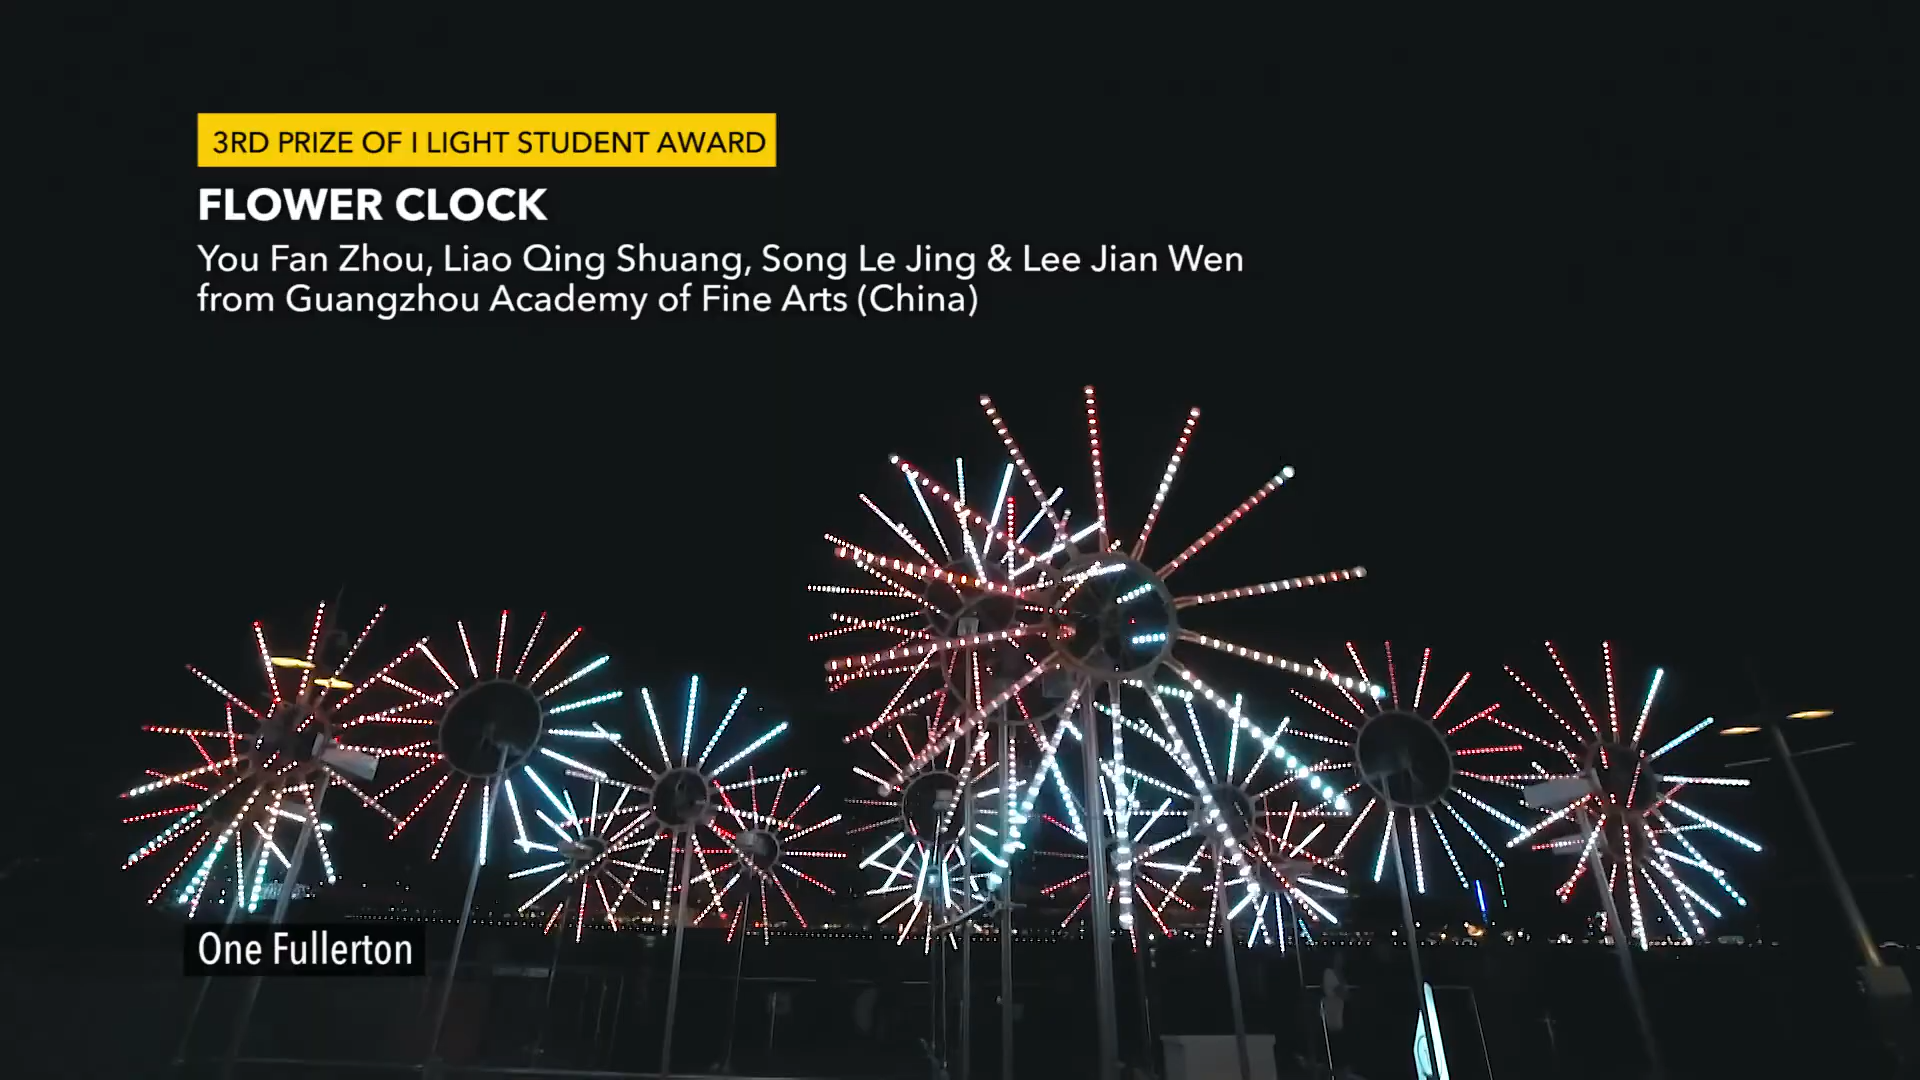 3RD PRIZE OF I LIGHT STUDENT AWARD
FLOWER CLOCK
You Fan Zhou, Liao Qing Shuang, Song Le Jing & Lee Jian Wen
from Guangzhou Academy of Fine Arts (China)
One Fullerton